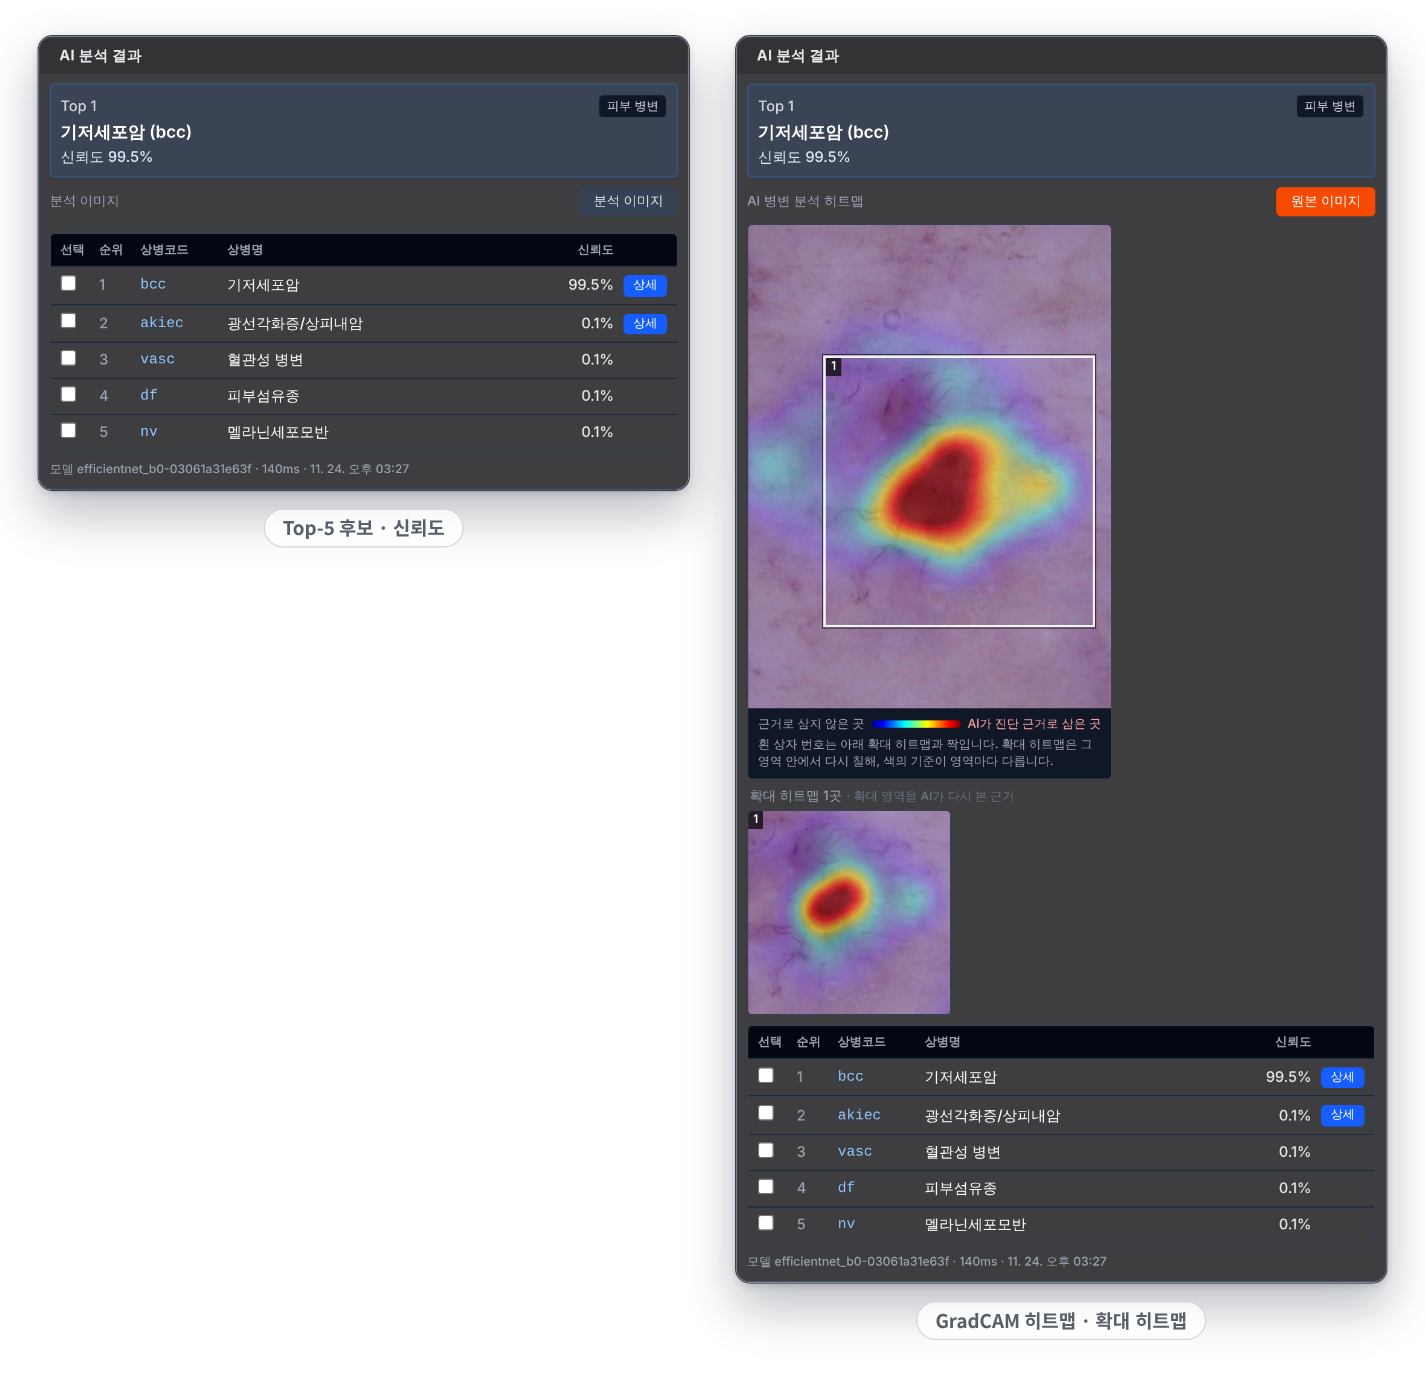 AI 분석 결과
Top 1
피부 병변
기저세포암 (bcc)
신뢰도 99.5%
분석 이미지
분석 이미지
선택 순위 상병코드 상병명 신뢰도
1 bcc 기저세포암 99.5% 상세
2 akiec 광선각화증/상피내암 0.1% 상세
3 vasc 혈관성 병변 0.1%
4 df 피부섬유종 0.1%
5 nv 멜라닌세포모반 0.1%
모델 efficientnet_b0-03061a31e63f · 140ms · 11. 24. 오후 03:27
Top-5 후보 · 신뢰도
AI 분석 결과
Top 1
피부 병변
기저세포암 (bcc)
신뢰도 99.5%
AI 병변 분석 히트맵
원본 이미지
1
근거로 삼지 않은 곳 AI가 진단 근거로 삼은 곳
흰 상자 번호는 아래 확대 히트맵과 짝입니다. 확대 히트맵은 그
영역 안에서 다시 칠해, 색의 기준이 영역마다 다릅니다.
확대 히트맵 1곳 · 확대 영역을 AI가 다시 본 근거
1
선택 순위 상병코드 상병명 신뢰도
1 bcc 기저세포암 99.5% 상세
2 akiec 광선각화증/상피내암 0.1% 상세
3 vasc 혈관성 병변 0.1%
4 df 피부섬유종 0.1%
5 nv 멜라닌세포모반 0.1%
모델 efficientnet_b0-03061a31e63f · 140ms · 11. 24. 오후 03:27
GradCAM 히트맵 · 확대 히트맵